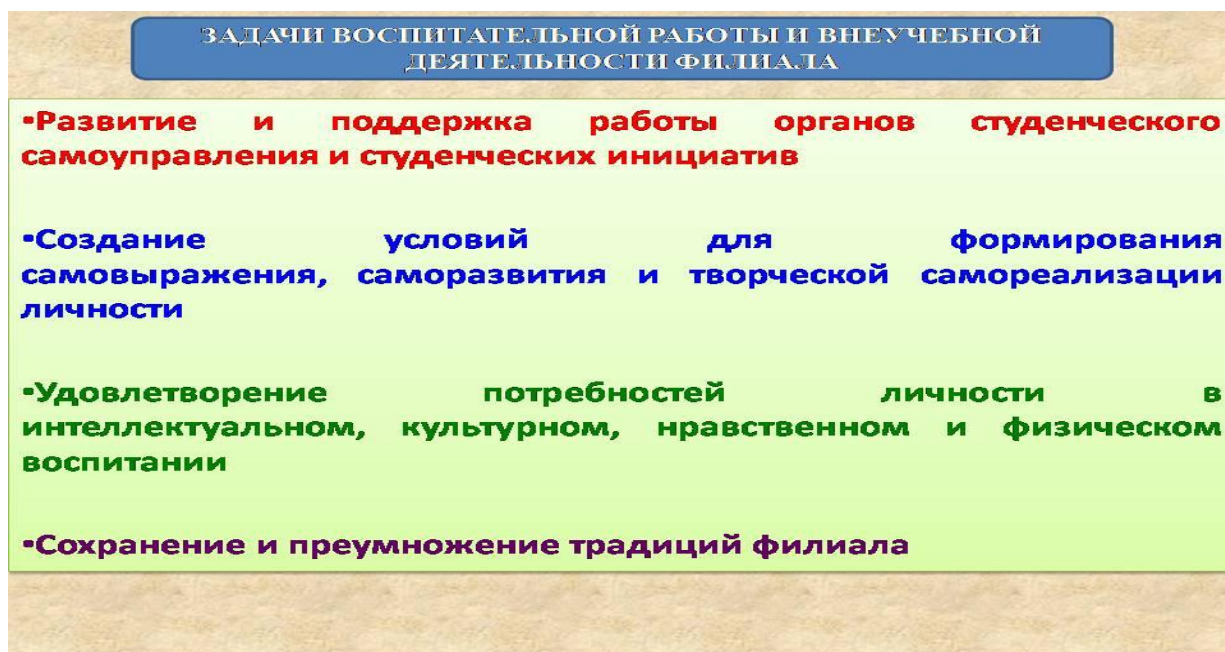 ЗАДАЧИ ВОСПИТАТЕЛЬНОЙ РАБОТЫ И ВНЕУЧЕБНОЙ
ДЕЯТЕЛЬНОСТИ ФИЛИАЛА
•Развитие и поддержка работы органов студенческого
самоуправления и студенческих инициатив
•Создание условий для формирования
самовыражения, саморазвития и творческой самореализации
личности
•Удовлетворение потребностей личности в
интеллектуальном, культурном, нравственном и физическом
воспитании
•Сохранение и преумножение традиций филиала